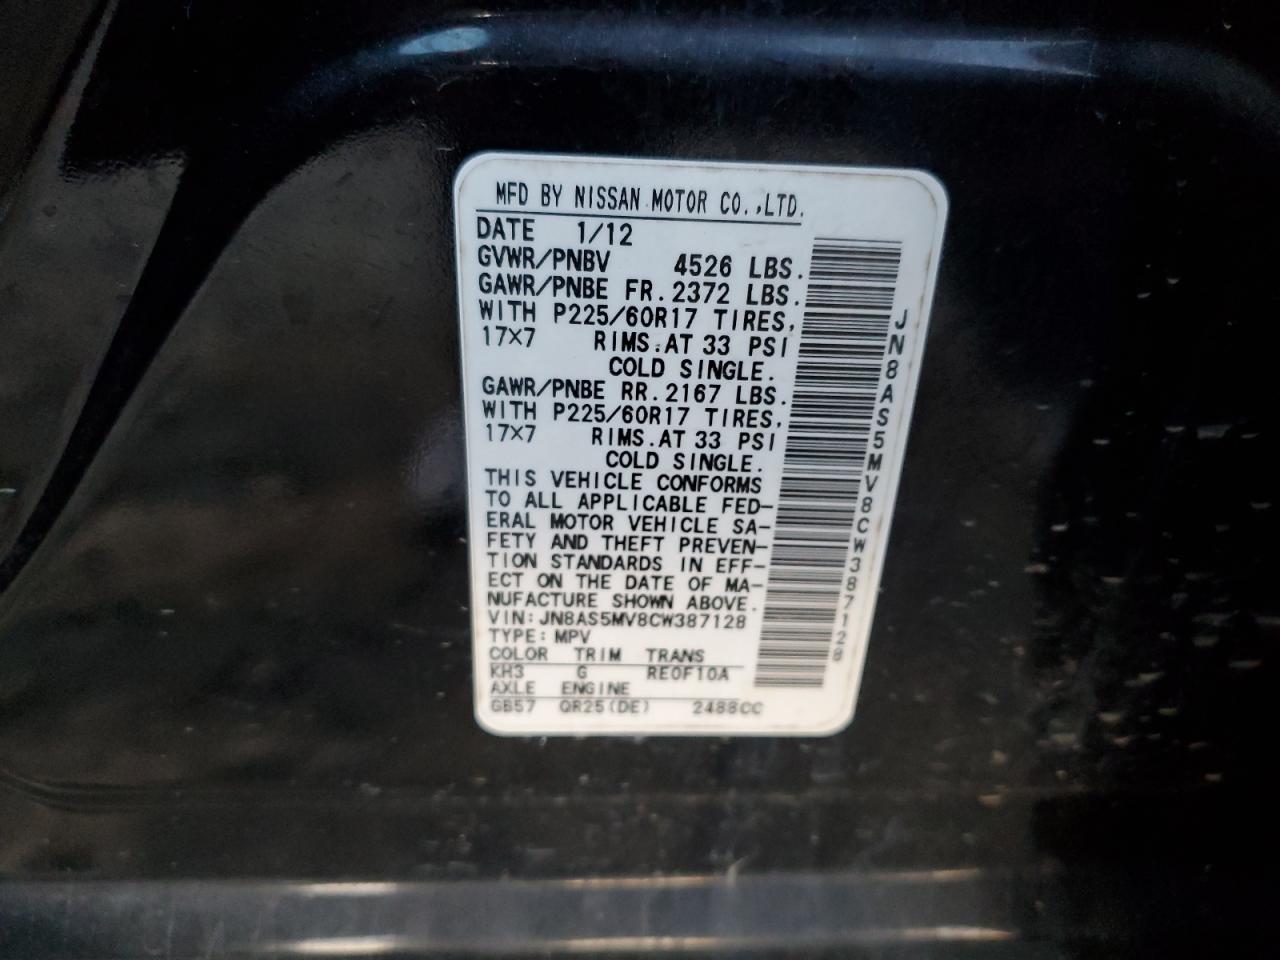 MFD BY NISSAN MOTOR CO.,LTD.
DATE 1/12
GVWR/PNBV 4526 LBS.
GAWR/PNBE FR.2372 LBS.
WITH P225/60R17 TIRES,
17X7 RIMS.AT 33 PSI
COLD SINGLE.
GAWR/PNBE RR.2167 LBS.
WITH P225/60R17 TIRES,
17X7 RIMS.AT 33 PSI
COLD SINGLE.
THIS VEHICLE CONFORMS
TO ALL APPLICABLE FED-
ERAL MOTOR VEHICLE SA-
FETY AND THEFT PREVEN-
TION STANDARDS IN EFF-
ECT ON THE DATE OF MA-
NUFACTURE SHOWN ABOVE.
VIN:JN8AS5MV8CW387128
TYPE:MPV
COLOR TRIM TRANS
KH3 G RE0F10A
AXLE ENGINE
GB57 QR25(DE) 2488CC
JN8AS5MV8CW387128